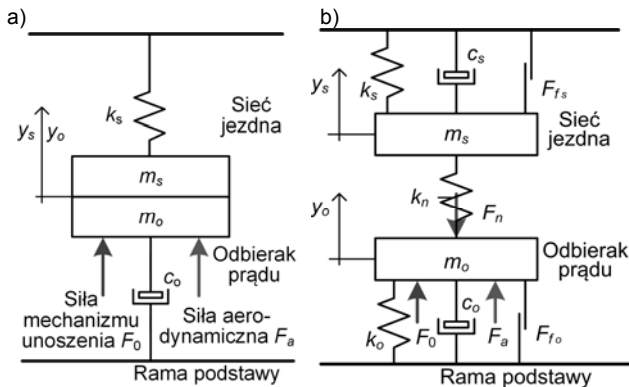 a)
k_s
Sieć
jezdna
y_s y_o
m_s
m_o
Odbierak
prądu
c_o
Siła
mechanizmu
unoszenia F_0
Siła aero-
dynamiczna F_a
Rama podstawy
b)
k_s
c_s
F_fs
y_s
m_s
Sieć
jezdna
k_n
F_n
y_o
m_o
Odbierak
prądu
k_o
F_0
c_o
F_a
F_fo
Rama podstawy